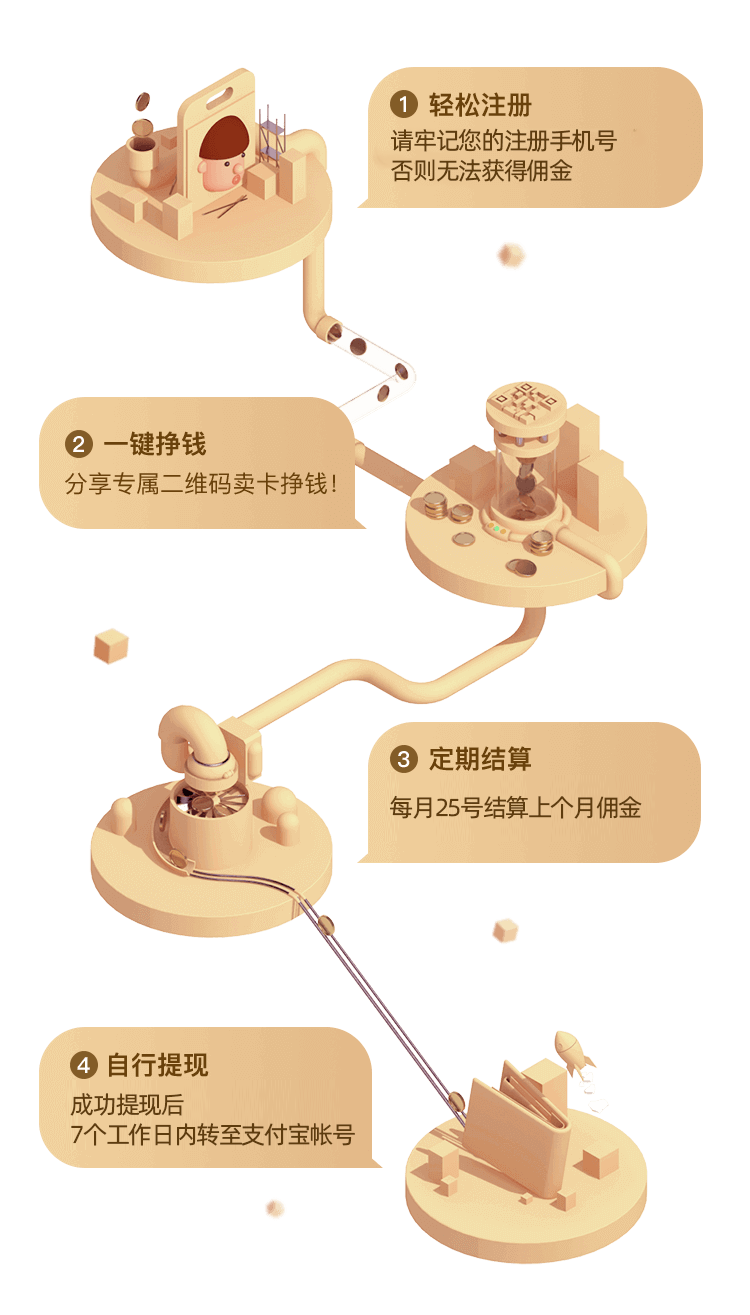 1 轻松注册
请牢记您的注册手机号
否则无法获得佣金
2 一键挣钱
分享专属二维码卖卡挣钱！
3 定期结算
每月25号结算上个月佣金
4 自行提现
成功提现后
7个工作日内转至支付宝帐号